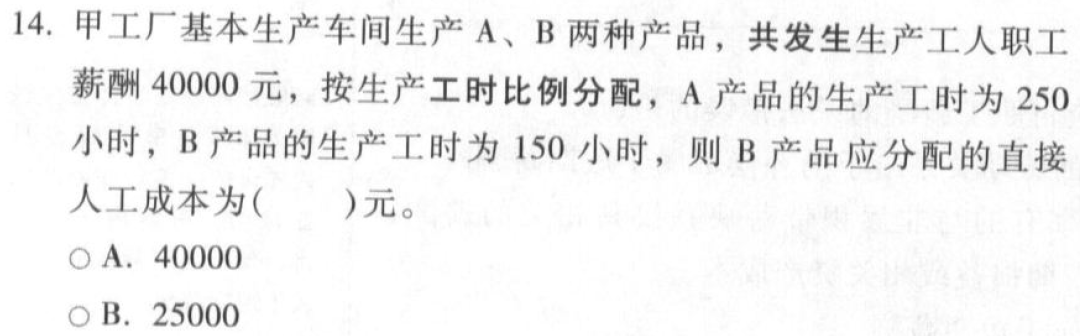 14. 甲工厂基本生产车间生产 A、B 两种产品，共发生生产工人职工
薪酬 40000 元，按生产工时比例分配，A 产品的生产工时为 250
小时，B 产品的生产工时为 150 小时，则 B 产品应分配的直接
人工成本为(　　)元。
○ A. 40000
○ B. 25000